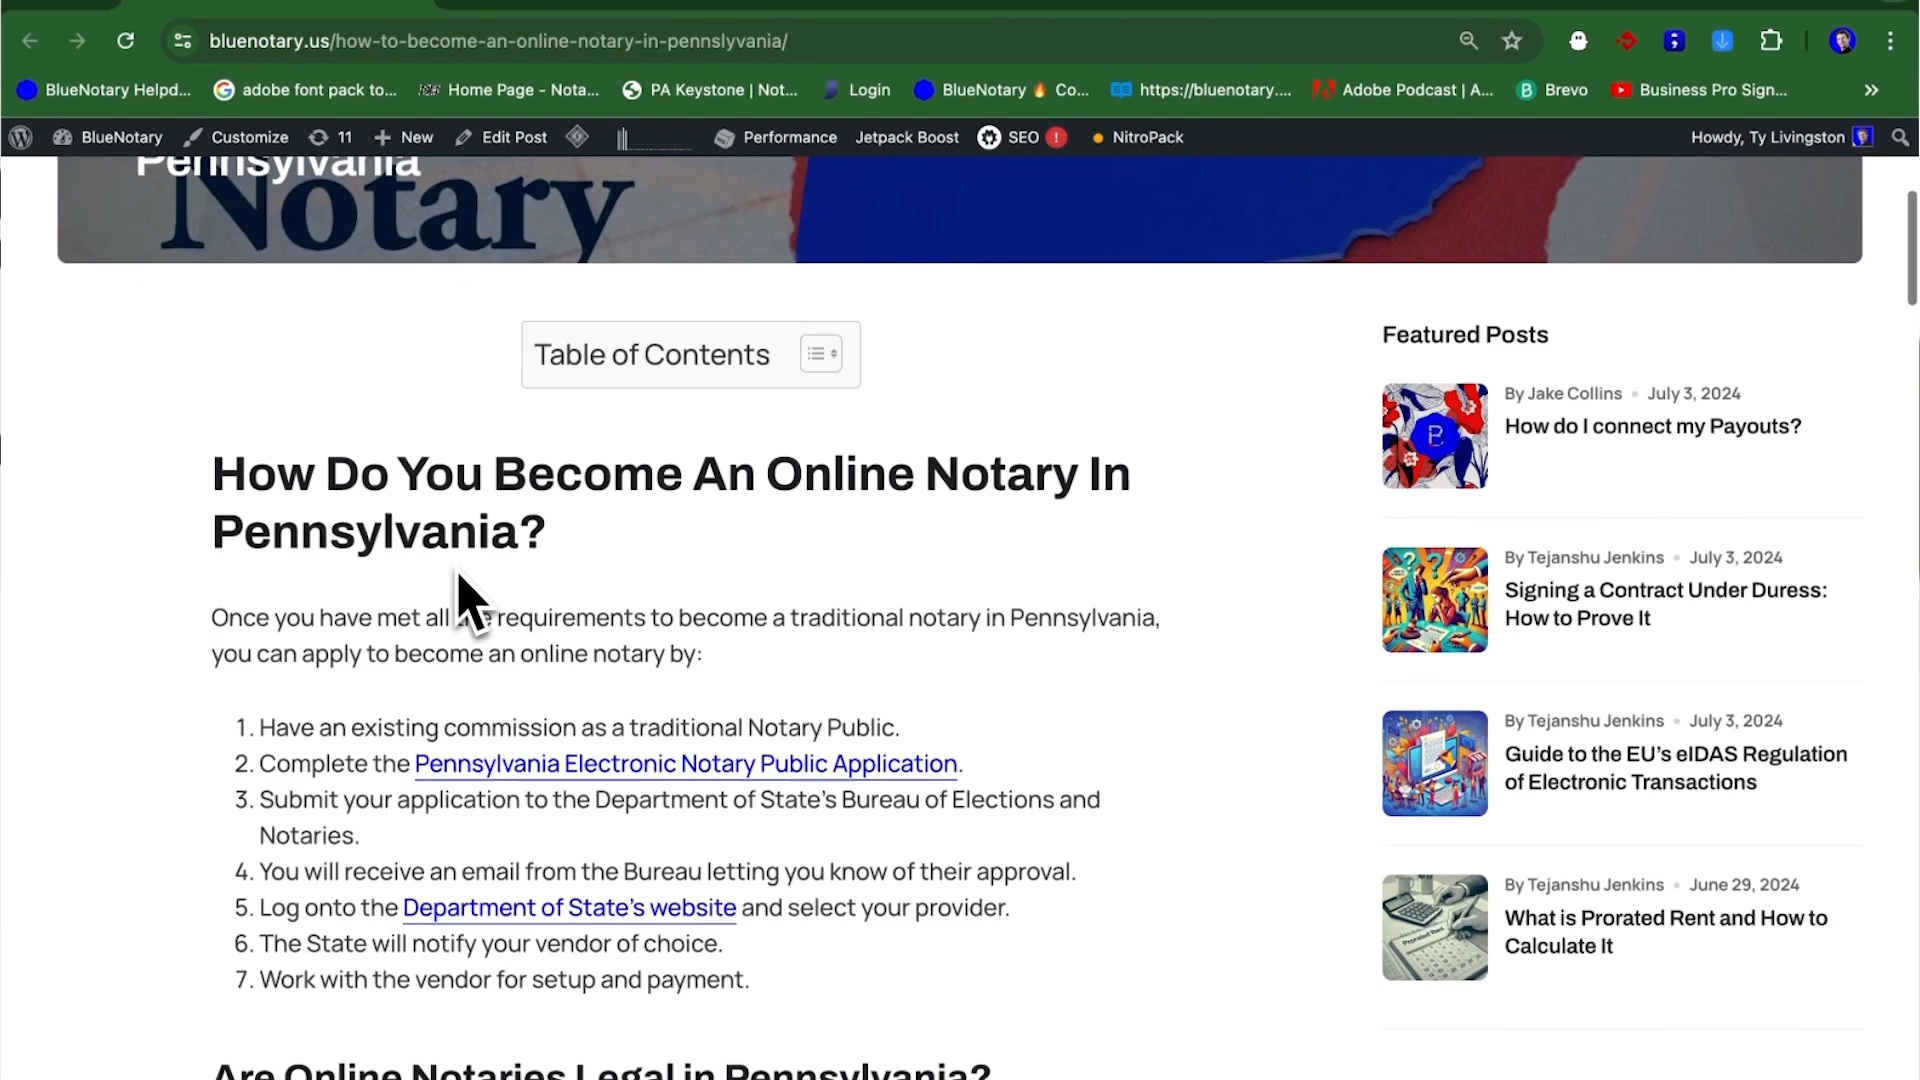 bluenotary.us/how-to-become-an-online-notary-in-pennslyvania/
BlueNotary Helpd... adobe font pack to... Home Page - Nota... PA Keystone | Not... Login BlueNotary 🔥 Co... https://bluenotary.... Adobe Podcast | A... Brevo Business Pro Sign...
BlueNotary Customize 11 New Edit Post Performance Jetpack Boost SEO ! NitroPack Howdy, Ty Livingston
Pennsylvania
Notary
Table of Contents
How Do You Become An Online Notary In
Pennsylvania?
Once you have met all requirements to become a traditional notary in Pennsylvania,
you can apply to become an online notary by:
1. Have an existing commission as a traditional Notary Public.
2. Complete the Pennsylvania Electronic Notary Public Application.
3. Submit your application to the Department of State's Bureau of Elections and
Notaries.
4. You will receive an email from the Bureau letting you know of their approval.
5. Log onto the Department of State's website and select your provider.
6. The State will notify your vendor of choice.
7. Work with the vendor for setup and payment.
Are Online Notaries Legal in Pennsylvania?
Featured Posts
By Jake Collins • July 3, 2024
How do I connect my Payouts?
By Tejanshu Jenkins • July 3, 2024
Signing a Contract Under Duress:
How to Prove It
By Tejanshu Jenkins • July 3, 2024
Guide to the EU's eIDAS Regulation
of Electronic Transactions
By Tejanshu Jenkins • June 29, 2024
What is Prorated Rent and How to
Calculate It